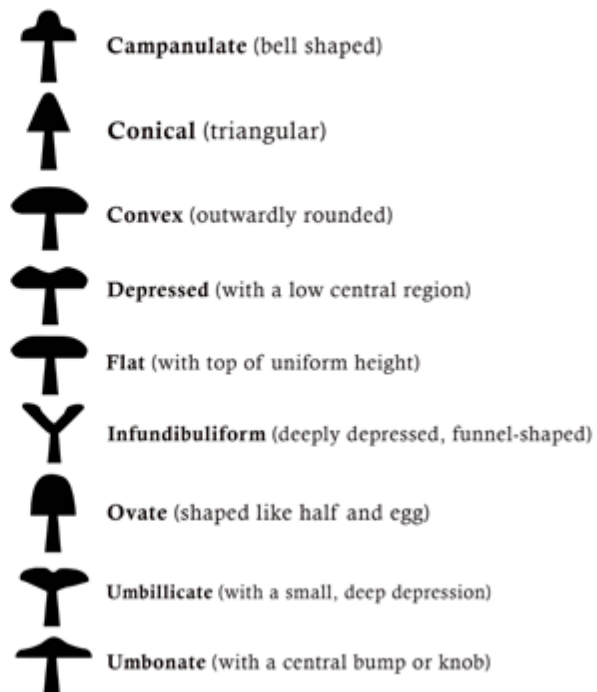 Campanulate (bell shaped)
Conical (triangular)
Convex (outwardly rounded)
Depressed (with a low central region)
Flat (with top of uniform height)
Infundibuliform (deeply depressed, funnel-shaped)
Ovate (shaped like half and egg)
Umbillicate (with a small, deep depression)
Umbonate (with a central bump or knob)